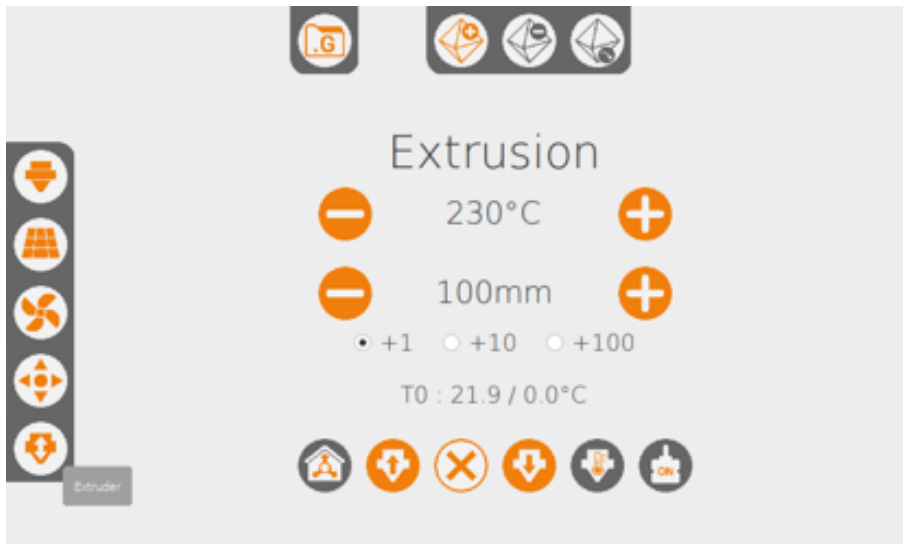 .G
Extrusion
230°C
100mm
+1 +10 +100
T0 : 21.9 / 0.0°C
ON
Extruder